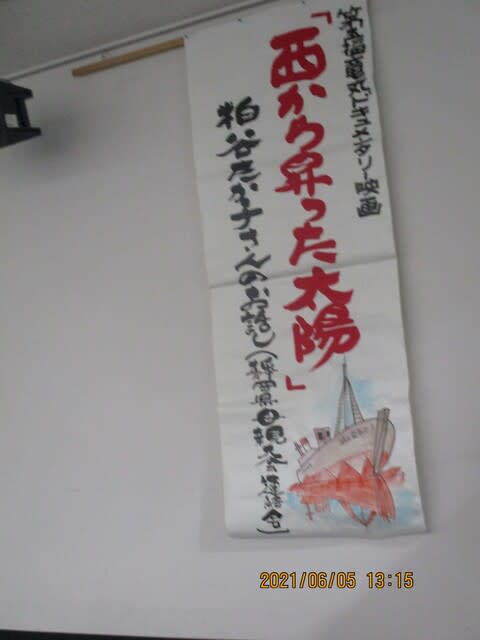 第五福竜丸ドキュメンタリー映画
「西から昇った太陽」
粕谷たか子さんのお話し(静岡県母親大会連絡会)
2021/06/05 13:15